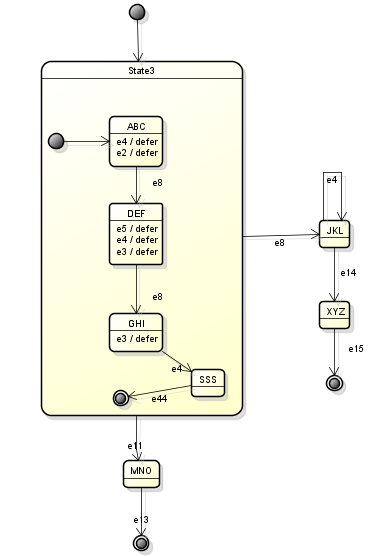 State3
ABC
e4 / defer
e2 / defer
e8
DEF
e5 / defer
e4 / defer
e3 / defer
e8
GHI
e3 / defer
e4
SSS
e44
e8
e4
JKL
e14
XYZ
e15
e11
MNO
e13